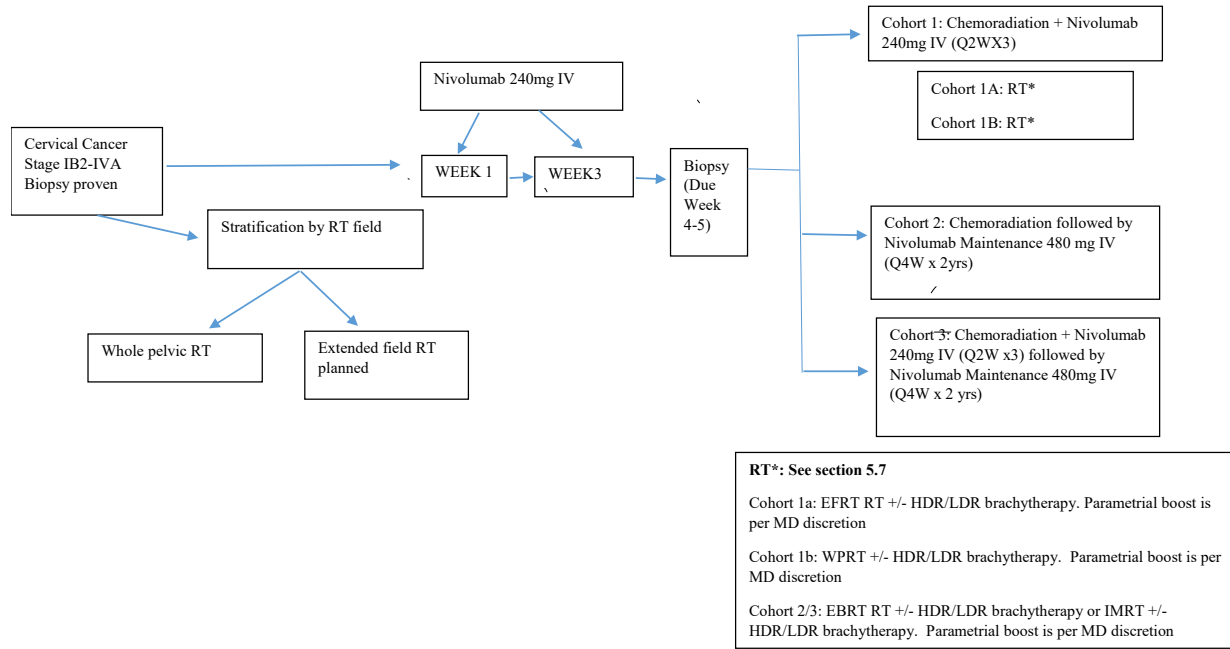 Cervical Cancer
Stage IB2-IVA
Biopsy proven
Stratification by RT field
Whole pelvic RT
Extended field RT
planned
Nivolumab 240mg IV
WEEK 1
WEEK3
Biopsy
(Due
Week
4-5)
Cohort 1: Chemoradiation + Nivolumab
240mg IV (Q2WX3)
Cohort 1A: RT*
Cohort 1B: RT*
Cohort 2: Chemoradiation followed by
Nivolumab Maintenance 480 mg IV
(Q4W x 2yrs)
Cohort 3: Chemoradiation + Nivolumab
240mg IV (Q2W x3) followed by
Nivolumab Maintenance 480mg IV
(Q4W x 2 yrs)
RT*: See section 5.7
Cohort 1a: EFRT RT +/- HDR/LDR brachytherapy. Parametrial boost is
per MD discretion
Cohort 1b: WPRT +/- HDR/LDR brachytherapy.  Parametrial boost is per
MD discretion
Cohort 2/3: EBRT RT +/- HDR/LDR brachytherapy or IMRT +/-
HDR/LDR brachytherapy.  Parametrial boost is per MD discretion